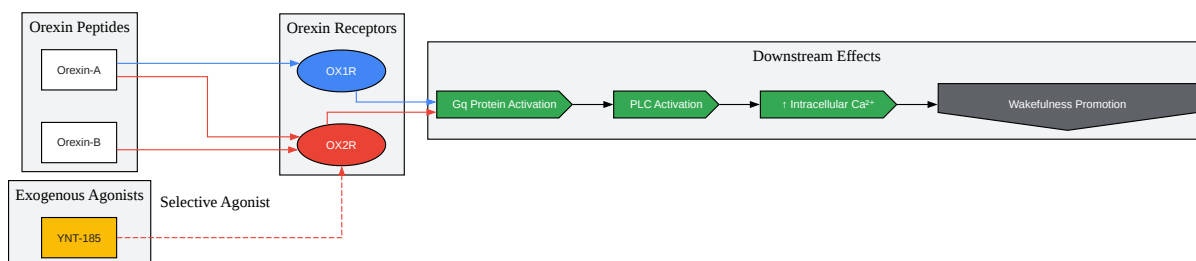 Orexin Peptides
Orexin-A
Orexin-B
Exogenous Agonists
YNT-185
Selective Agonist
Orexin Receptors
OX1R
OX2R
Downstream Effects
Gq Protein Activation
PLC Activation
↑ Intracellular Ca²⁺
Wakefulness Promotion